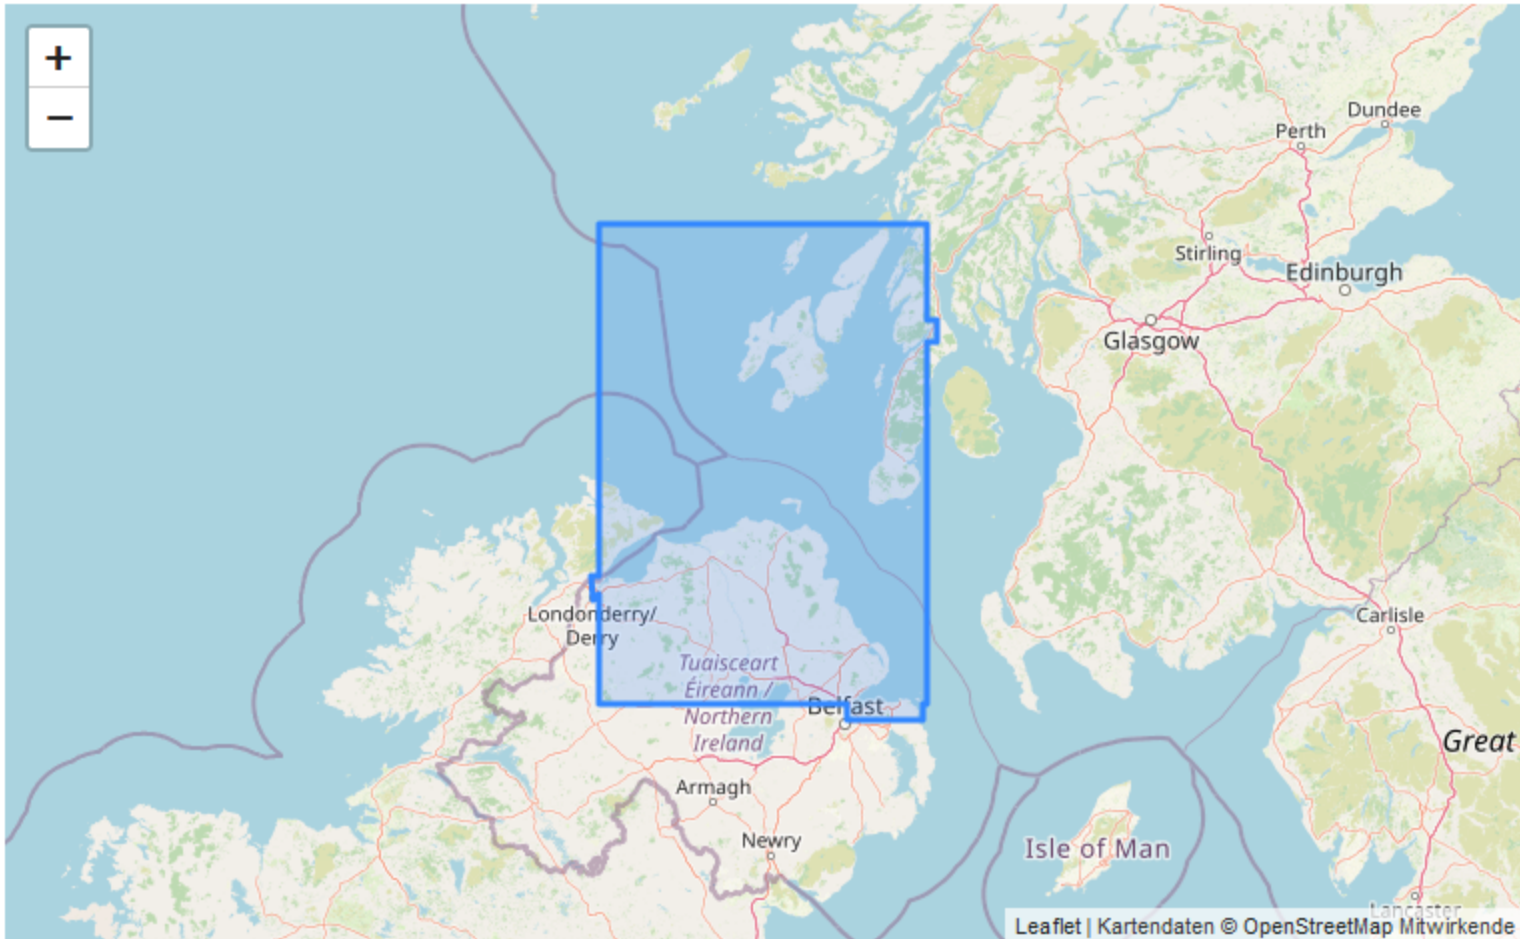 +
−
Dundee
Perth
Stirling
Edinburgh
Glasgow
Londonderry/
Derry
Tuaisceart
Éireann /
Northern
Ireland
Belfast
Carlisle
Great
Armagh
Newry
Isle of Man
Lancaster
Leaflet | Kartendaten © OpenStreetMap Mitwirkende